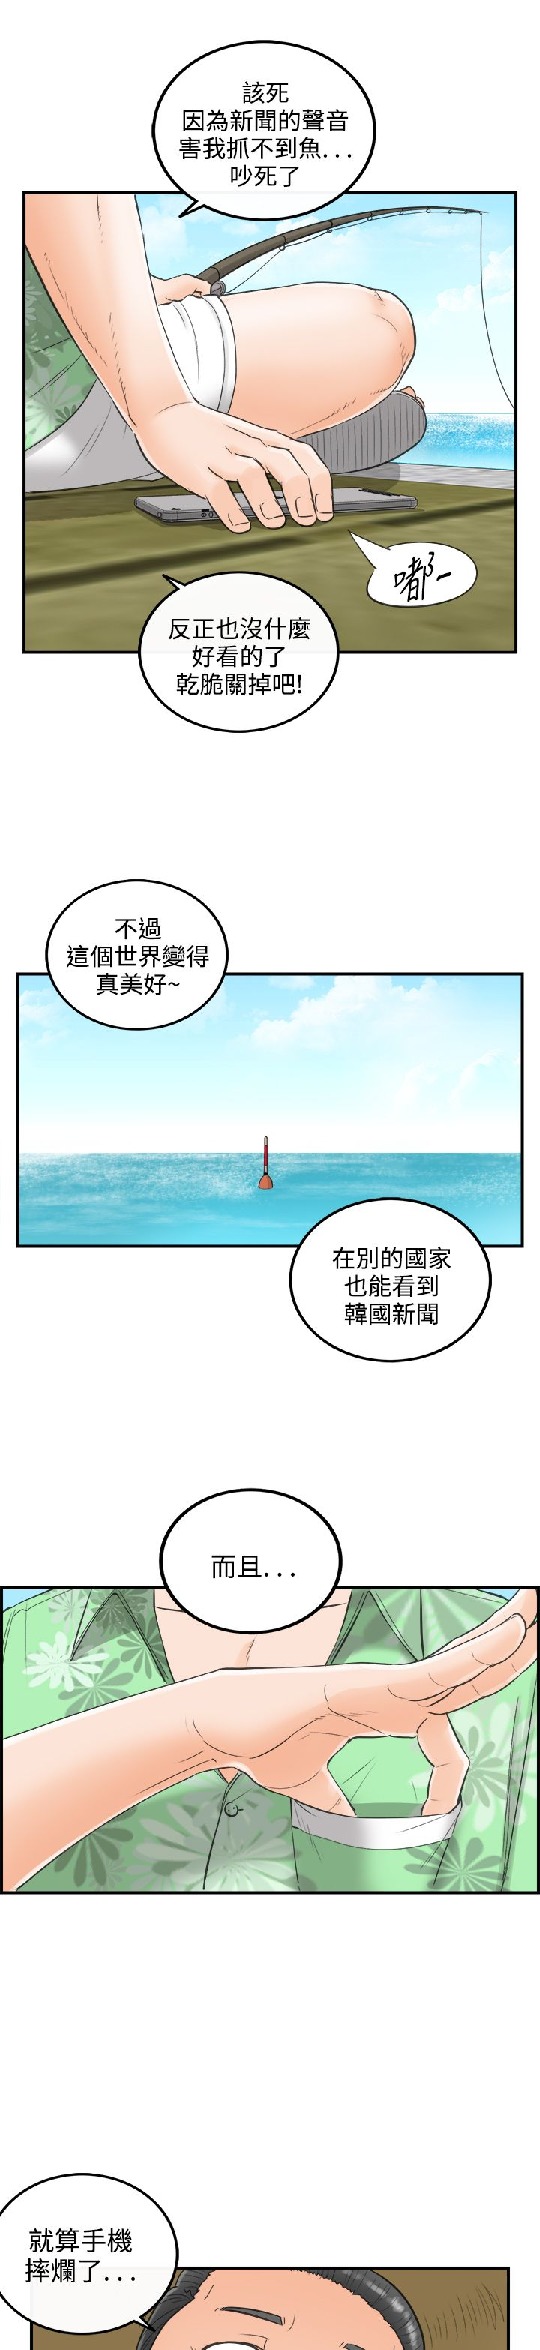 該死
因為新聞的聲音
害我抓不到魚...
吵死了
嘟~
反正也沒什麼
好看的了
乾脆關掉吧!
不過
這個世界變得
真美好~
在別的國家
也能看到
韓國新聞
而且...
就算手機
摔爛了...